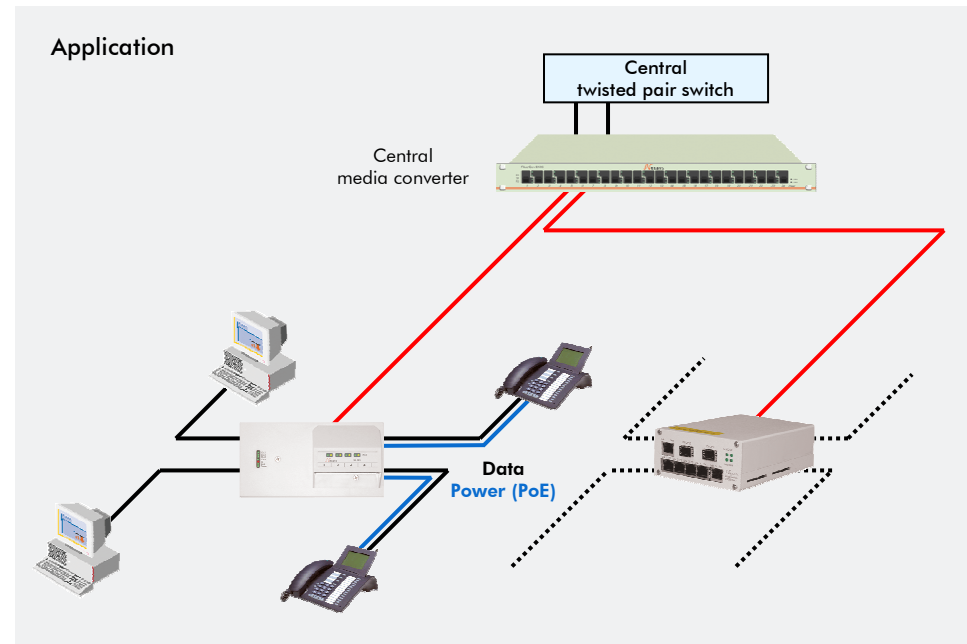 Application
Central
twisted pair switch
Central
media converter
Data
Power (PoE)